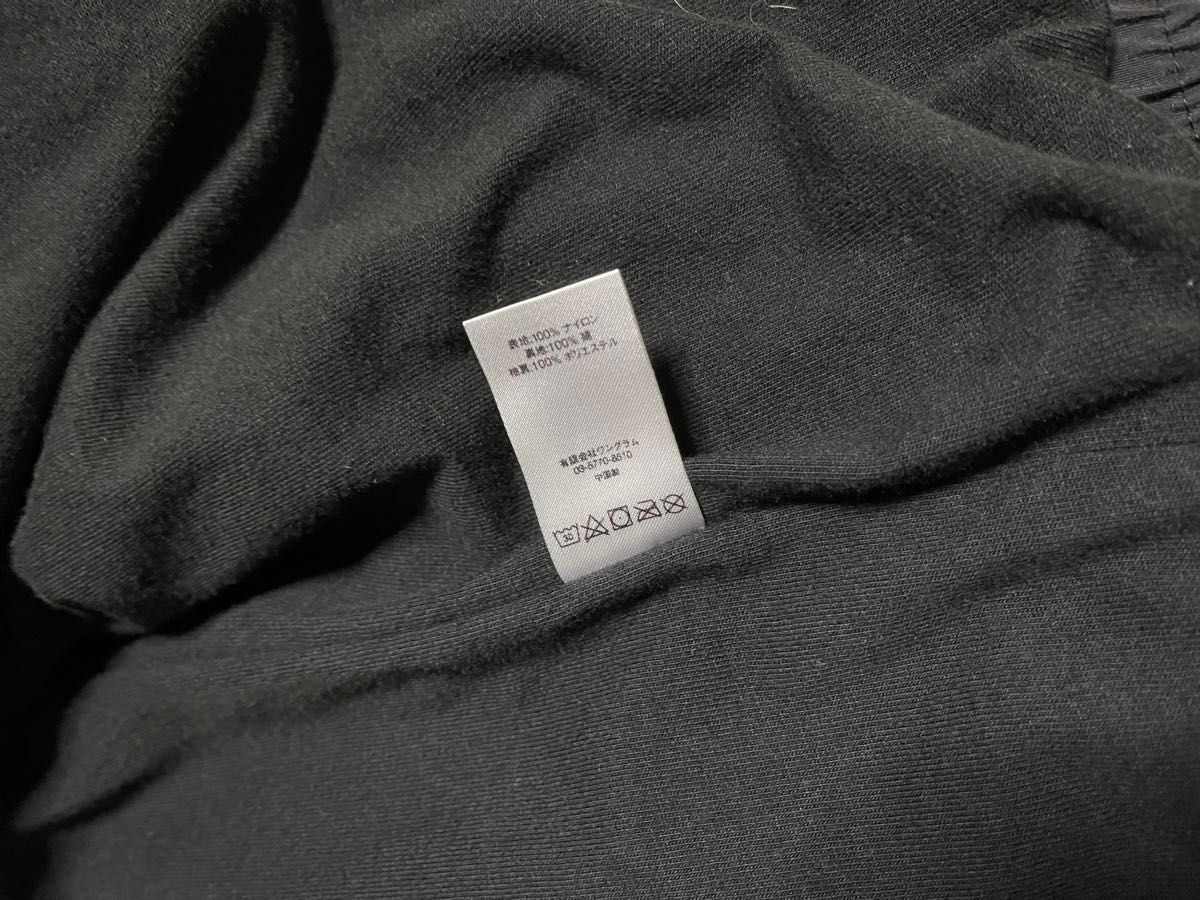 表地:100% ナイロン
裏地:100% 綿
袖裏:100% ポリエステル
有限会社ワングラム
03-6770-8610
中国製
30